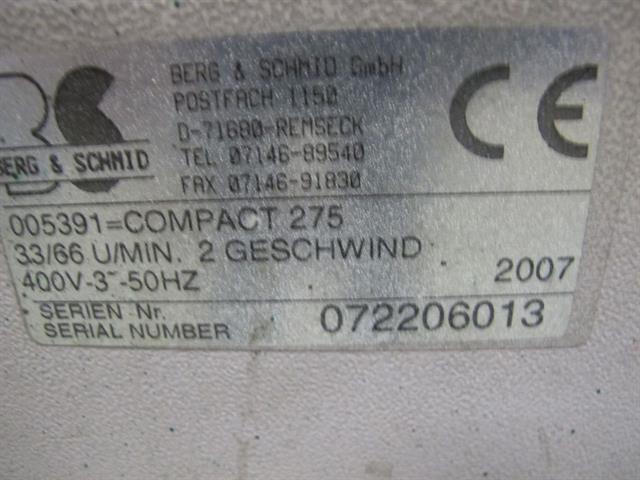 BERG & SCHMID GmbH
POSTFACH 1150
D-71680-REMSECK
TEL 07146-89540
FAX 07146-91830
BS
BERG & SCHMID
CE
005391=COMPACT 275
33/66 U/MIN. 2 GESCHWIND
400V-3~-50HZ
2007
SERIEN Nr.
SERIAL NUMBER
072206013